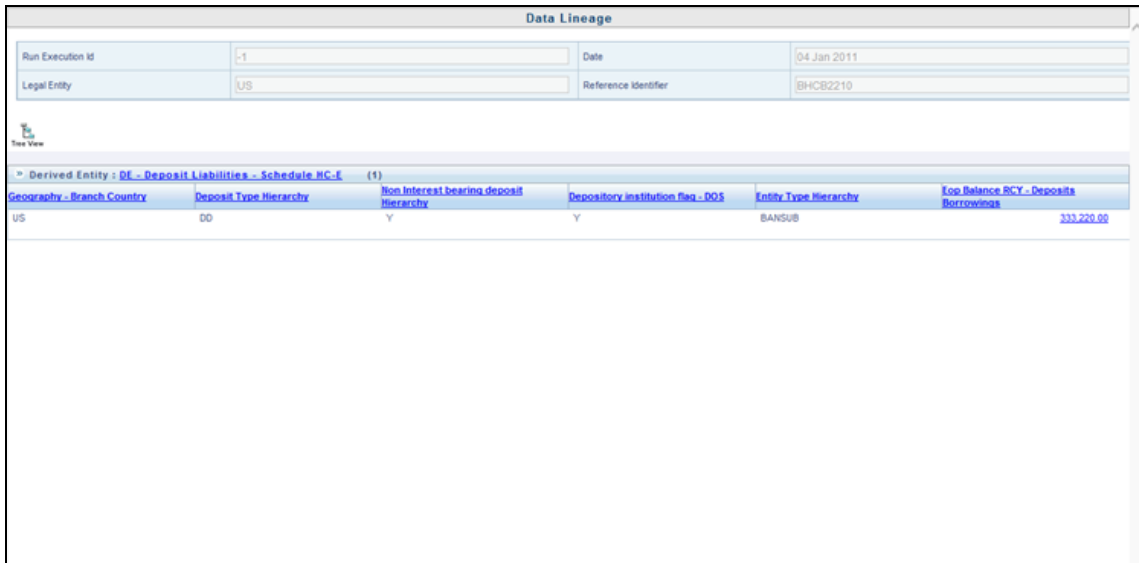 Data Lineage
Run Execution Id -1 Date 04 Jan 2011
Legal Entity US Reference Identifier BHCB2210
Tree View
» Derived Entity : DE - Deposit Liabilities - Schedule HC-E (1)
Geography - Branch Country Deposit Type Hierarchy Non Interest bearing deposit Hierarchy Depository institution flag - DOS Entity Type Hierarchy Eop Balance RCY - Deposits Borrowings
US DD Y Y BANSUB 333,220.00